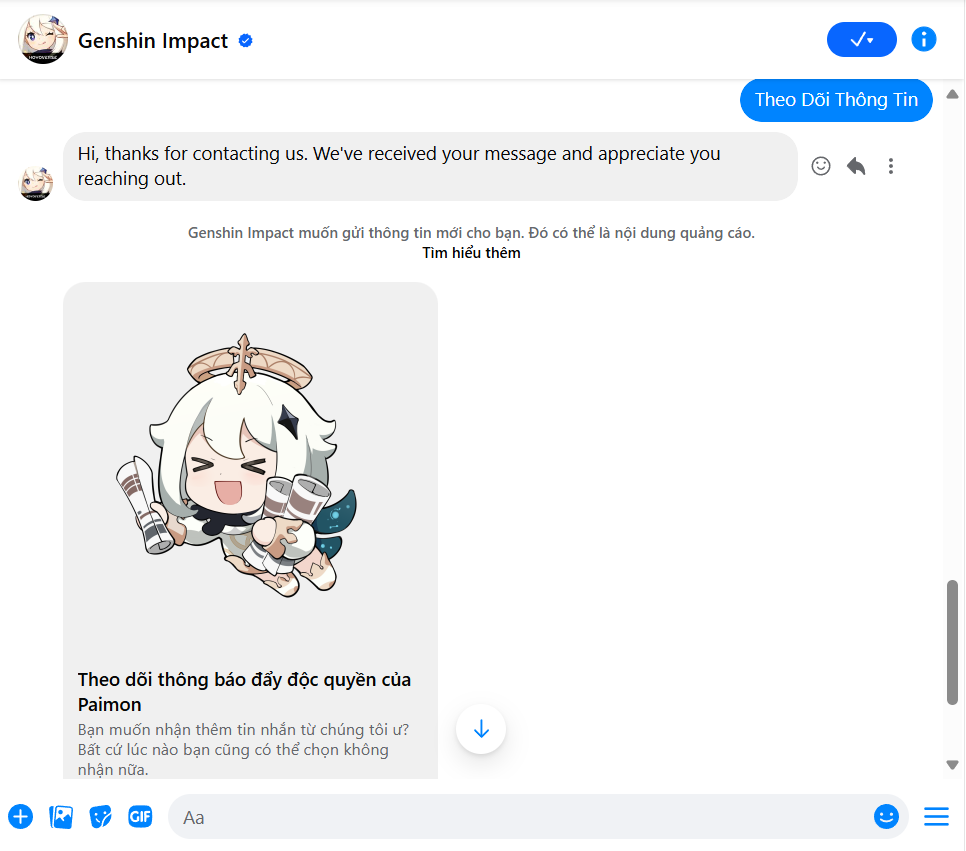 Genshin Impact
Theo Dõi Thông Tin
Hi, thanks for contacting us. We've received your message and appreciate you
reaching out.
Genshin Impact muốn gửi thông tin mới cho bạn. Đó có thể là nội dung quảng cáo.
Tìm hiểu thêm
Theo dõi thông báo đẩy độc quyền của
Paimon
Bạn muốn nhận thêm tin nhắn từ chúng tôi ư?
Bất cứ lúc nào bạn cũng có thể chọn không
nhận nữa.
GIF
Aa